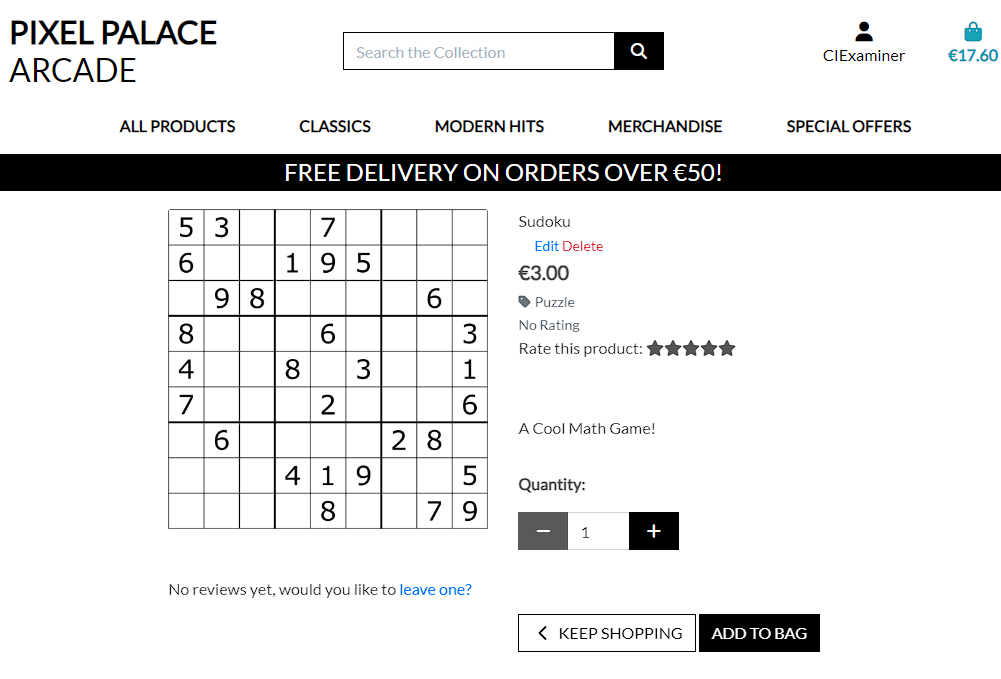 PIXEL PALACE
ARCADE
Search the Collection
CIExaminer
€17.60
ALL PRODUCTS CLASSICS MODERN HITS MERCHANDISE SPECIAL OFFERS
FREE DELIVERY ON ORDERS OVER €50!
5 3 7
6 1 9 5
9 8 6
8 6 3
4 8 3 1
7 2 6
6 2 8
4 1 9 5
8 7 9
No reviews yet, would you like to leave one?
Sudoku
Edit Delete
€3.00
Puzzle
No Rating
Rate this product:
A Cool Math Game!
Quantity:
1
KEEP SHOPPING ADD TO BAG